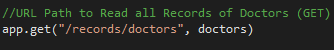 //URL Path to Read all Records of Doctors (GET)
app.get("/records/doctors", doctors)